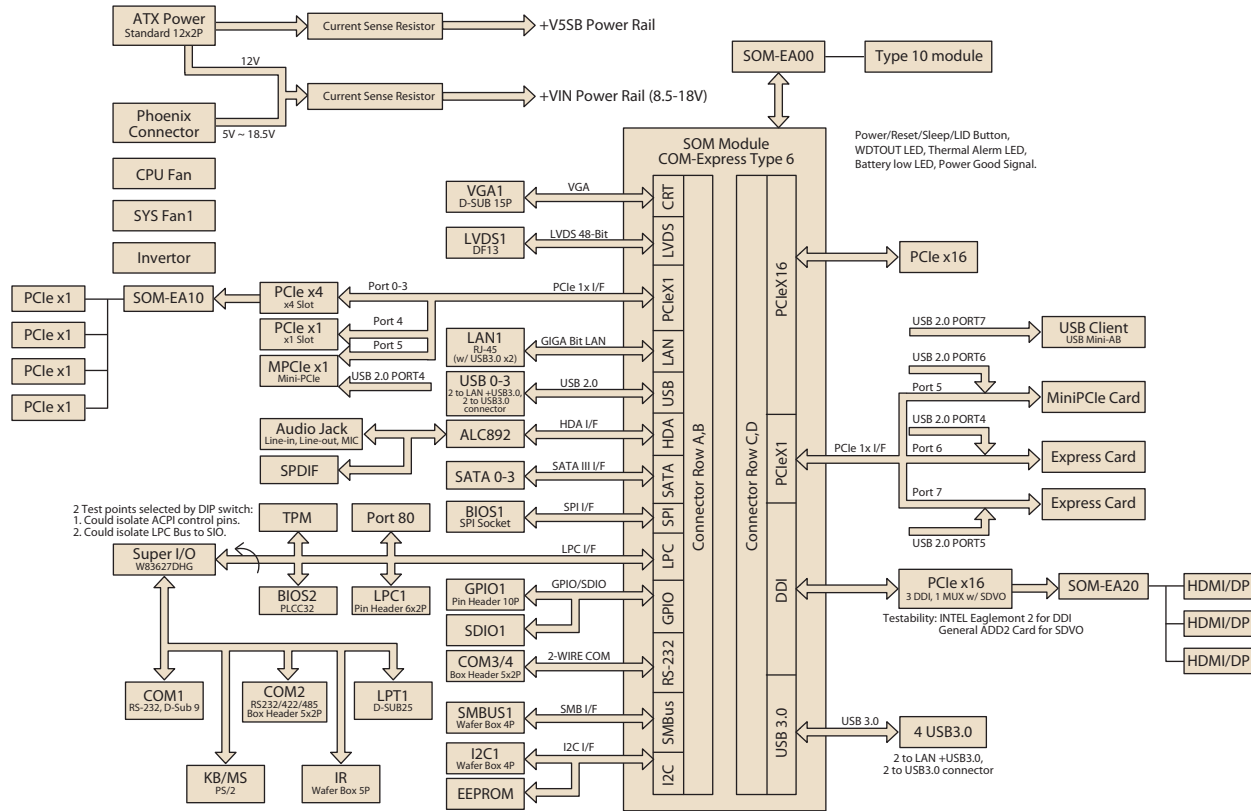 ATX Power
Standard 12x2P
Current Sense Resistor
+V5SB Power Rail
12V
Current Sense Resistor
+VIN Power Rail (8.5-18V)
Phoenix
Connector
5V ~ 18.5V
CPU Fan
SYS Fan1
Invertor
SOM-EA00
Type 10 module
Power/Reset/Sleep/LID Button,
WDTOUT LED, Thermal Alerm LED,
Battery low LED, Power Good Signal.
SOM Module
COM-Express Type 6
Connector Row A,B
Connector Row C,D
VGA1
D-SUB 15P
VGA
CRT
LVDS1
DF13
LVDS 48-Bit
LVDS
PCIe x1
PCIe x1
PCIe x1
PCIe x1
SOM-EA10
PCIe x4
x4 Slot
Port 0-3
PCIe 1x I/F
PCIeX1
PCIe x1
x1 Slot
Port 4
Port 5
MPCIe x1
Mini-PCIe
USB 2.0 PORT4
LAN1
RJ-45
(w/ USB3.0 x2)
GIGA Bit LAN
LAN
USB 0-3
2 to LAN +USB3.0,
2 to USB3.0
connector
USB 2.0
USB
Audio Jack
Line-in, Line-out, MIC
SPDIF
ALC892
HDA I/F
HDA
SATA 0-3
SATA III I/F
SATA
BIOS1
SPI Socket
SPI I/F
SPI
2 Test points selected by DIP switch:
1. Could isolate ACPI control pins.
2. Could isolate LPC Bus to SIO.
TPM
Port 80
Super I/O
W83627DHG
LPC I/F
LPC
BIOS2
PLCC32
LPC1
Pin Header 6x2P
GPIO1
Pin Header 10P
GPIO/SDIO
GPIO
SDIO1
COM3/4
Box Header 5x2P
2-WIRE COM
RS-232
COM1
RS-232, D-Sub 9
COM2
RS232/422/485
Box Header 5x2P
LPT1
D-SUB25
SMBUS1
Wafer Box 4P
SMB I/F
SMBus
KB/MS
PS/2
IR
Wafer Box 5P
I2C1
Wafer Box 4P
I2C I/F
I2C
EEPROM
PCIeX16
PCIe x16
USB 2.0 PORT7
USB Client
USB Mini-AB
USB 2.0 PORT6
Port 5
MiniPCIe Card
USB 2.0 PORT4
PCIeX1
PCIe 1x I/F
Port 6
Express Card
Port 7
Express Card
USB 2.0 PORT5
DDI
PCIe x16
3 DDI, 1 MUX w/ SDVO
SOM-EA20
HDMI/DP
HDMI/DP
HDMI/DP
Testability: INTEL Eaglemont 2 for DDI
General ADD2 Card for SDVO
USB 3.0
USB 3.0
4 USB3.0
2 to LAN +USB3.0,
2 to USB3.0 connector